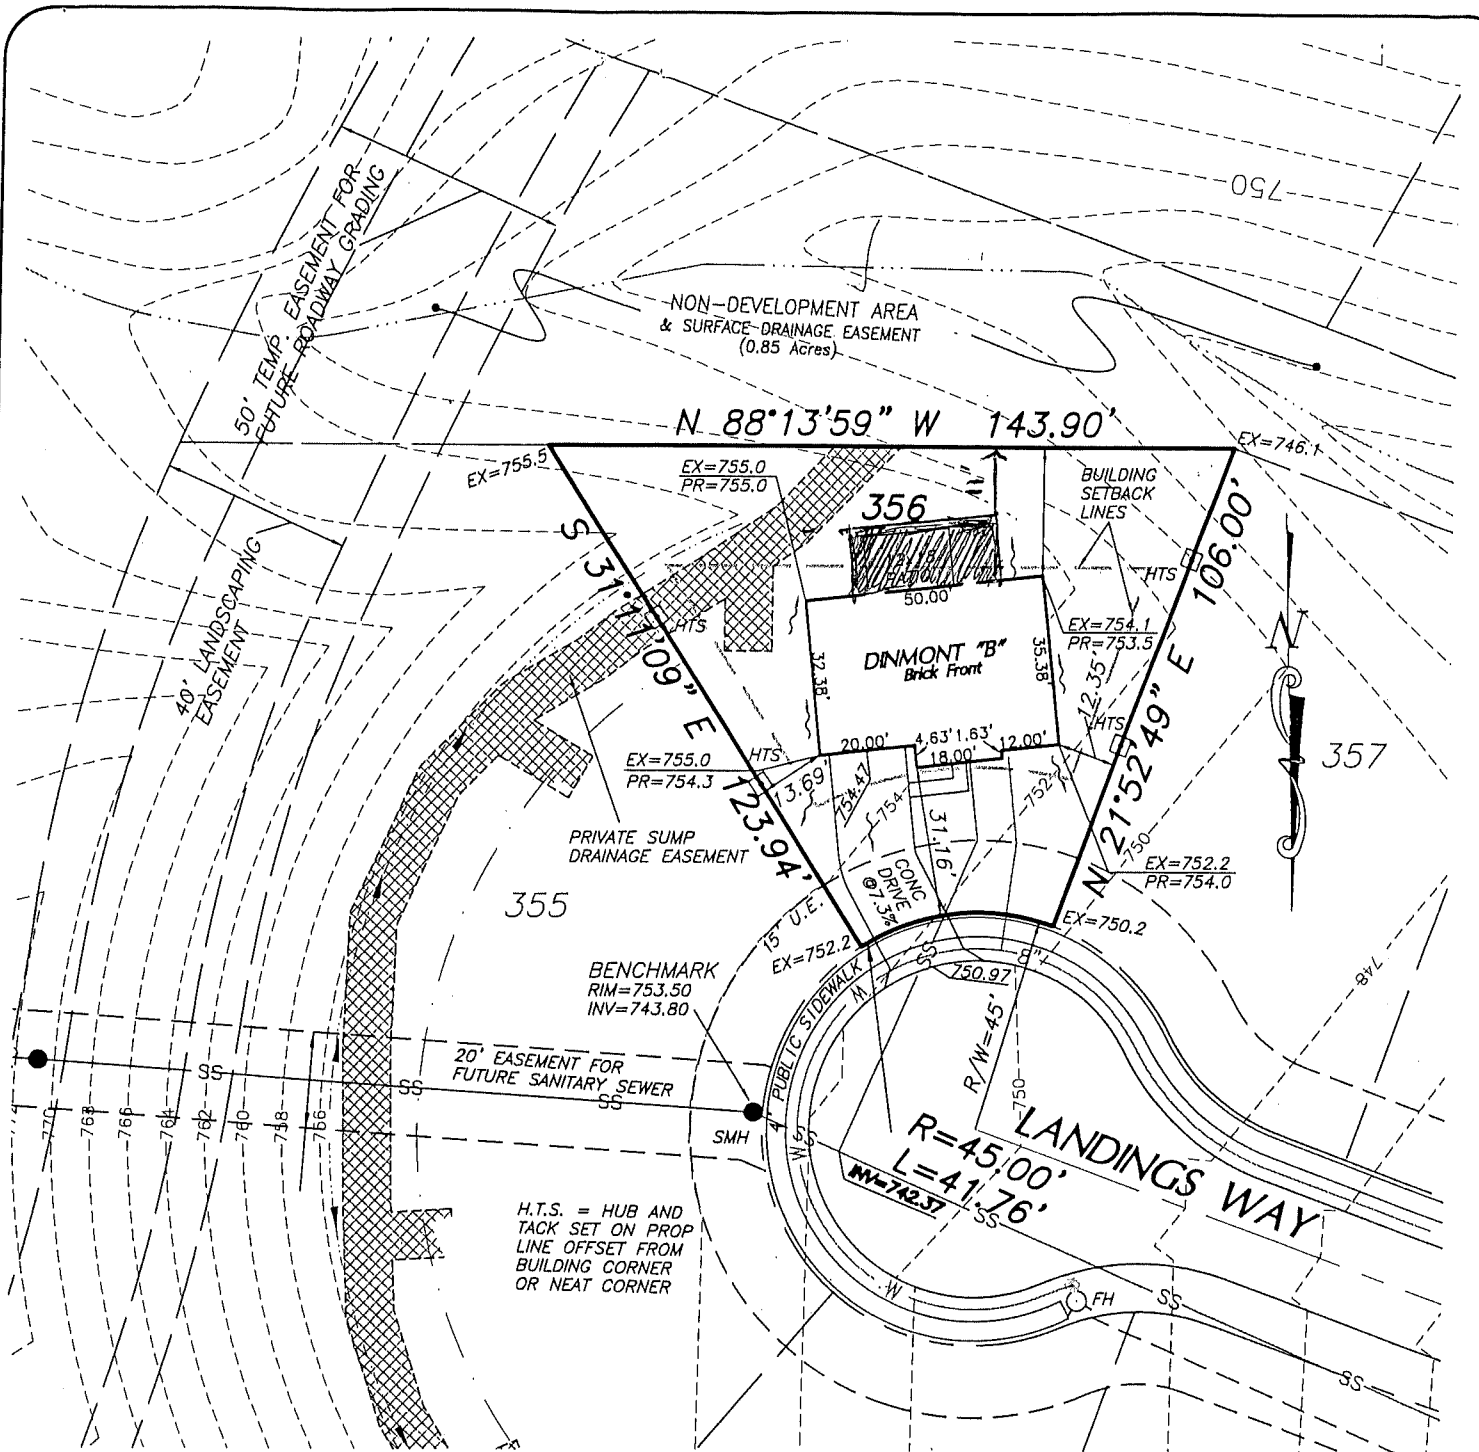 750
50' TEMP. EASEMENT FOR
FUTURE ROADWAY GRADING
NON-DEVELOPMENT AREA
& SURFACE DRAINAGE EASEMENT
(0.85 Acres)
N 88°13'59" W 143.90'
EX=755.5
EX=746.1
EX=755.0
PR=755.0
BUILDING
SETBACK
LINES
356
40' LANDSCAPING
EASEMENT
S 31°11'09" E 123.94'
HTS
HTS
106.00'
N 21°52'49" E
50.00'
EX=754.1
PR=753.5
DINMONT "B"
Brick Front
32.38'
35.38'
12.35'
N
HTS
HTS
357
20.00'
4.63'
1.63'
12.00'
18.00'
EX=755.0
PR=754.3
13.69
754.47
754
752
31.16'
750
PRIVATE SUMP
DRAINAGE EASEMENT
CONC
DRIVE
@7.3%
EX=752.2
PR=754.0
355
15' U.E.
EX=752.2
EX=750.2
BENCHMARK
RIM=753.50
INV=743.80
4' PUBLIC SIDEWALK
W
SS
8"
750.97
748
R/W=45'
750
20' EASEMENT FOR
FUTURE SANITARY SEWER
SS
SS
SS
770
768
766
764
762
760
758
756
SMH
SS
W
R=45.00'
L=41.76'
INV=742.37
LANDINGS WAY
SS
H.T.S. = HUB AND
TACK SET ON PROP
LINE OFFSET FROM
BUILDING CORNER
OR NEAT CORNER
W
FH
SS
SS